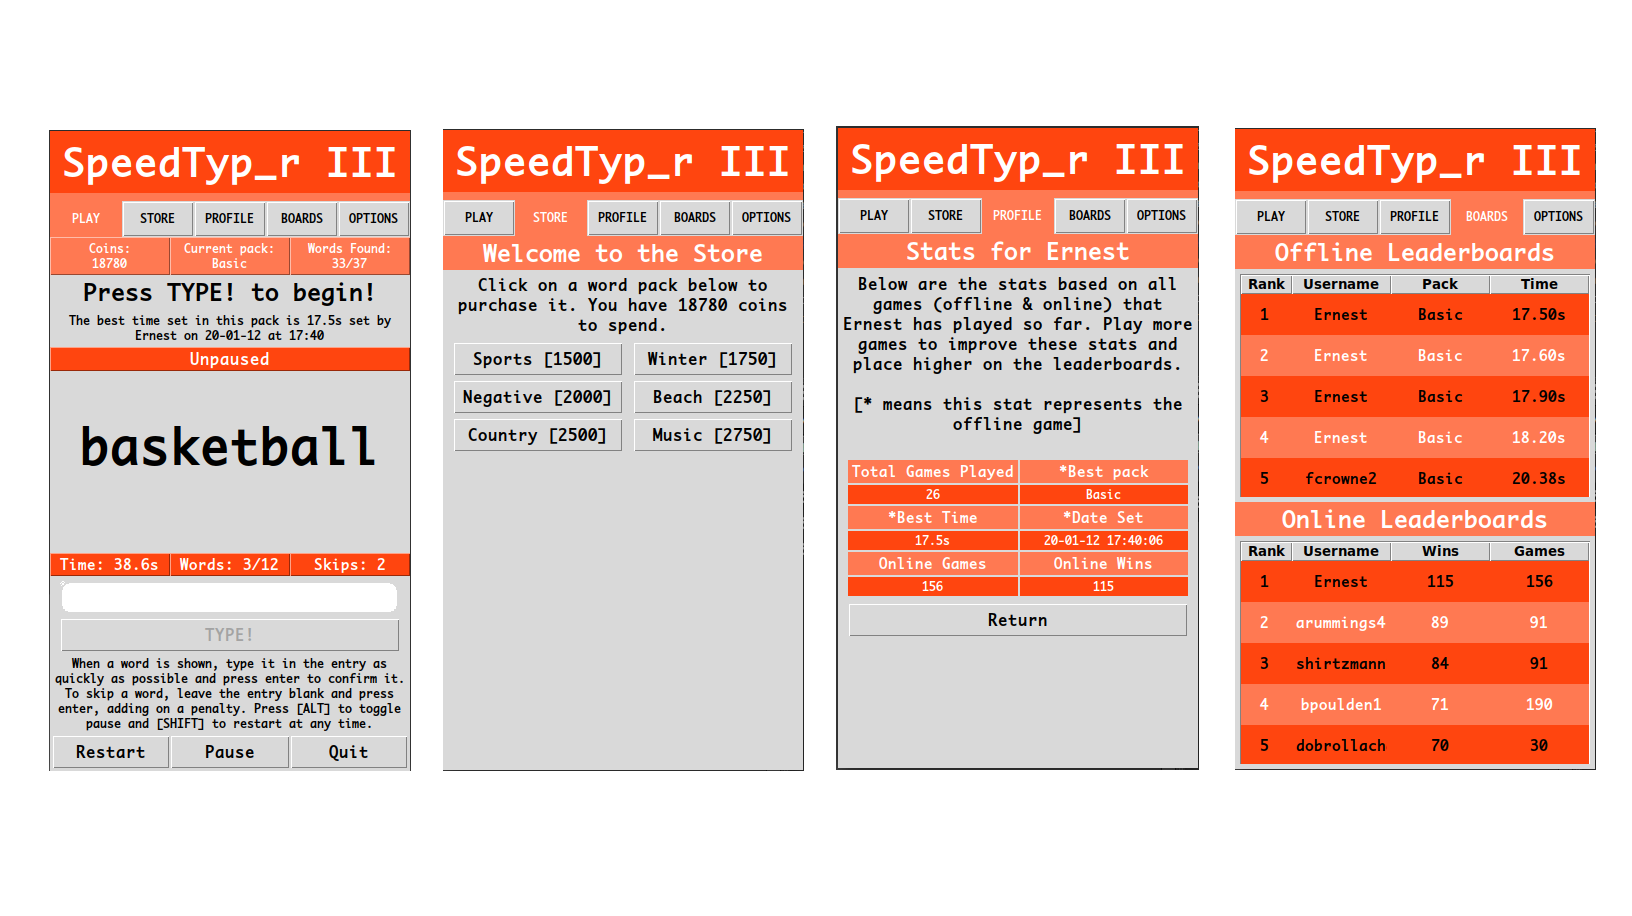 SpeedTyp_r III
PLAY STORE PROFILE BOARDS OPTIONS
Coins: Current pack: Words Found:
18780 Basic 33/37
Press TYPE! to begin!
The best time set in this pack is 17.5s set by
Ernest on 20-01-12 at 17:40
Unpaused
basketball
Time: 38.6s Words: 3/12 Skips: 2
TYPE!
When a word is shown, type it in the entry as
quickly as possible and press enter to confirm it.
To skip a word, leave the entry blank and press
enter, adding on a penalty. Press [ALT] to toggle
pause and [SHIFT] to restart at any time.
Restart Pause Quit
SpeedTyp_r III
PLAY STORE PROFILE BOARDS OPTIONS
Welcome to the Store
Click on a word pack below to
purchase it. You have 18780 coins
to spend.
Sports [1500] Winter [1750]
Negative [2000] Beach [2250]
Country [2500] Music [2750]
SpeedTyp_r III
PLAY STORE PROFILE BOARDS OPTIONS
Stats for Ernest
Below are the stats based on all
games (offline & online) that
Ernest has played so far. Play more
games to improve these stats and
place higher on the leaderboards.
[* means this stat represents the
offline game]
Total Games Played *Best pack
26 Basic
*Best Time *Date Set
17.5s 20-01-12 17:40:06
Online Games Online Wins
156 115
Return
SpeedTyp_r III
PLAY STORE PROFILE BOARDS OPTIONS
Offline Leaderboards
Rank Username Pack Time
1 Ernest Basic 17.50s
2 Ernest Basic 17.60s
3 Ernest Basic 17.90s
4 Ernest Basic 18.20s
5 fcrowne2 Basic 20.38s
Online Leaderboards
Rank Username Wins Games
1 Ernest 115 156
2 arummings4 89 91
3 shirtzmann 84 91
4 bpoulden1 71 190
5 dobrollach 70 30